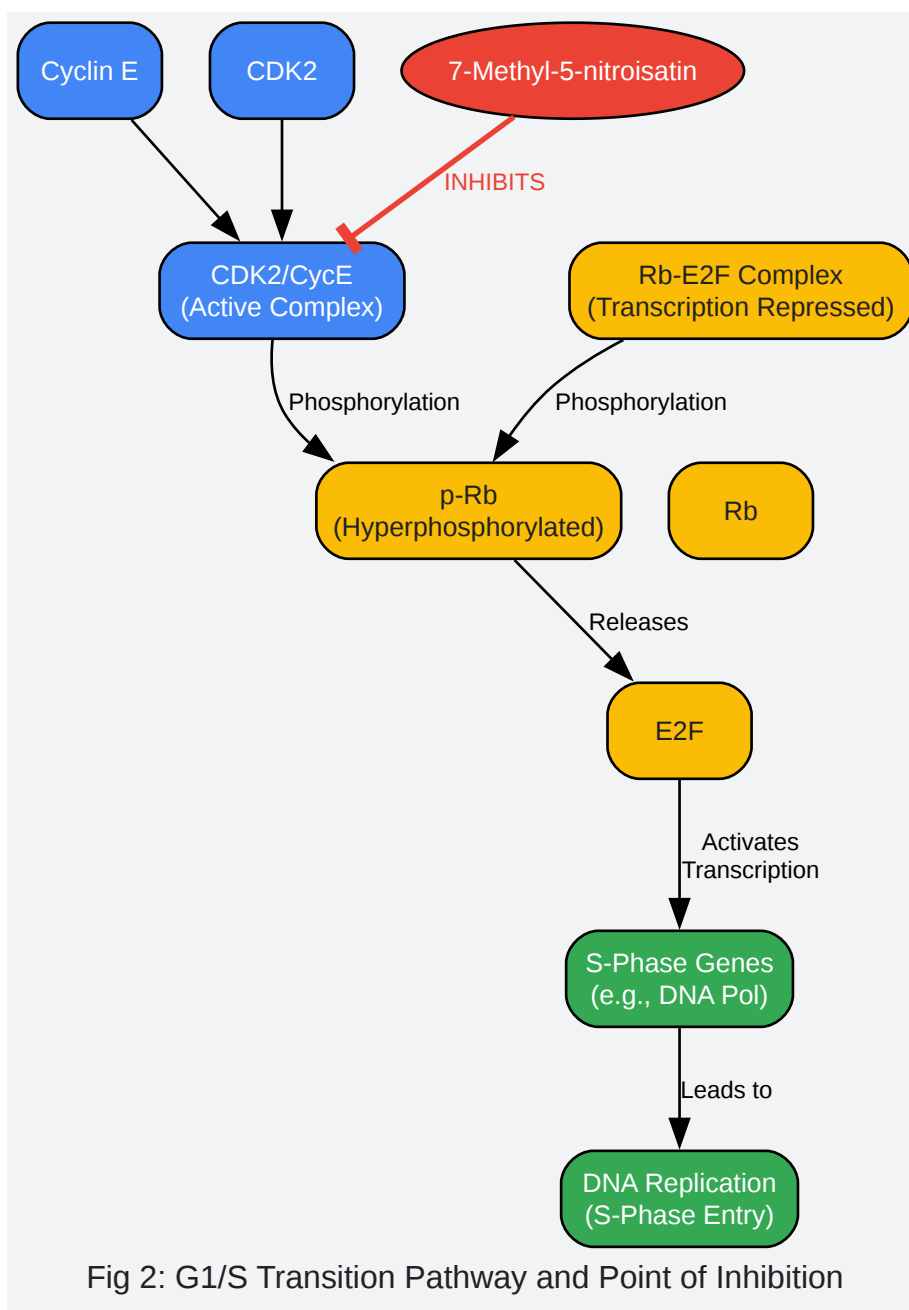 Cyclin E
CDK2
7-Methyl-5-nitroisatin
INHIBITS
CDK2/CycE
(Active Complex)
Rb-E2F Complex
(Transcription Repressed)
Phosphorylation
Phosphorylation
p-Rb
(Hyperphosphorylated)
Rb
Releases
E2F
Activates
Transcription
S-Phase Genes
(e.g., DNA Pol)
Leads to
DNA Replication
(S-Phase Entry)
Fig 2: G1/S Transition Pathway and Point of Inhibition